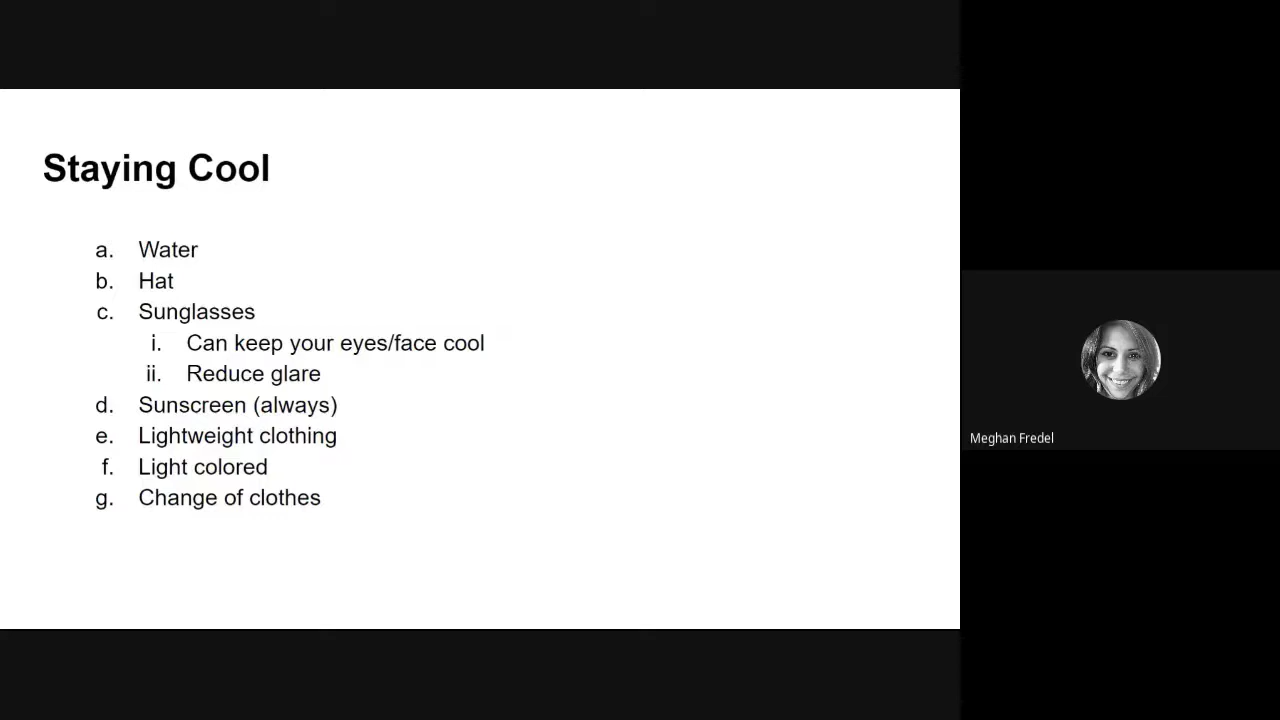 Staying Cool
a. Water
b. Hat
c. Sunglasses
i. Can keep your eyes/face cool
ii. Reduce glare
d. Sunscreen (always)
e. Lightweight clothing
f. Light colored
g. Change of clothes
Meghan Fredel